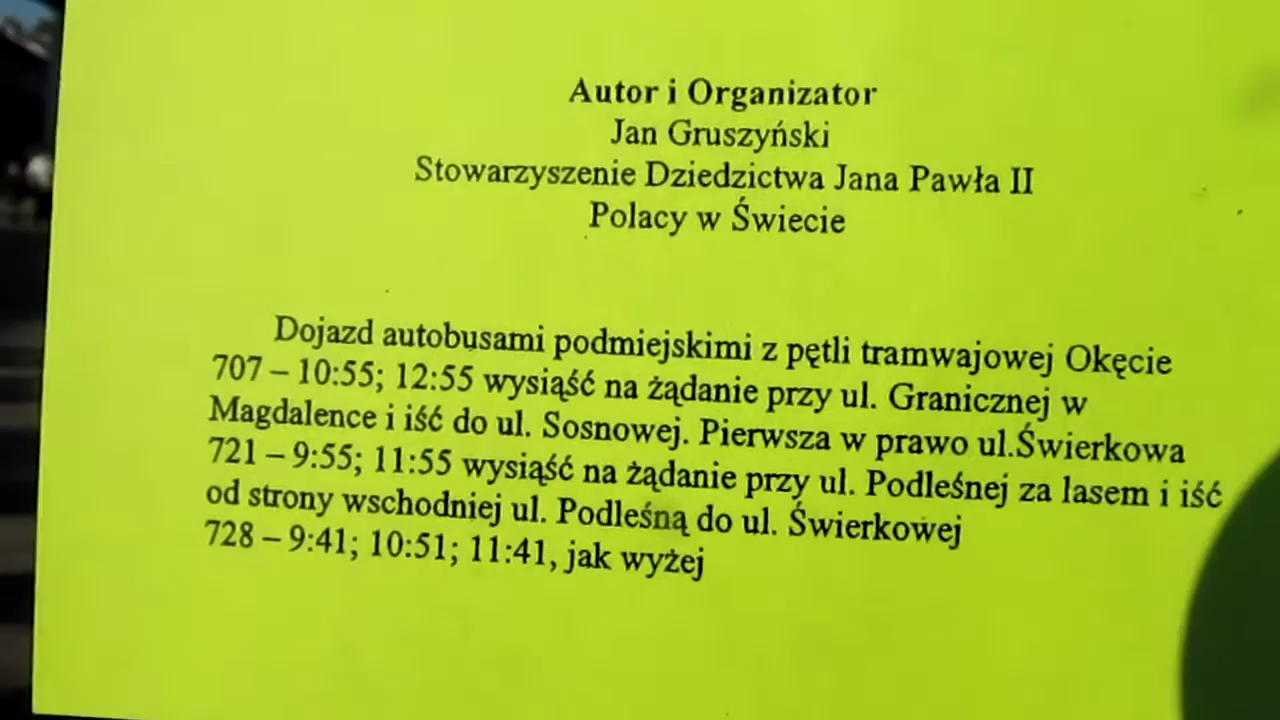 Autor i Organizator
Jan Gruszyński
Stowarzyszenie Dziedzictwa Jana Pawła II
Polacy w Świecie
Dojazd autobusami podmiejskimi z pętli tramwajowej Okęcie
707 – 10:55; 12:55 wysiąść na żądanie przy ul. Granicznej w
Magdalence i iść do ul. Sosnowej. Pierwsza w prawo ul.Świerkowa
721 – 9:55; 11:55 wysiąść na żądanie przy ul. Podleśnej za lasem i iść
od strony wschodniej ul. Podleśną do ul. Świerkowej
728 – 9:41; 10:51; 11:41, jak wyżej